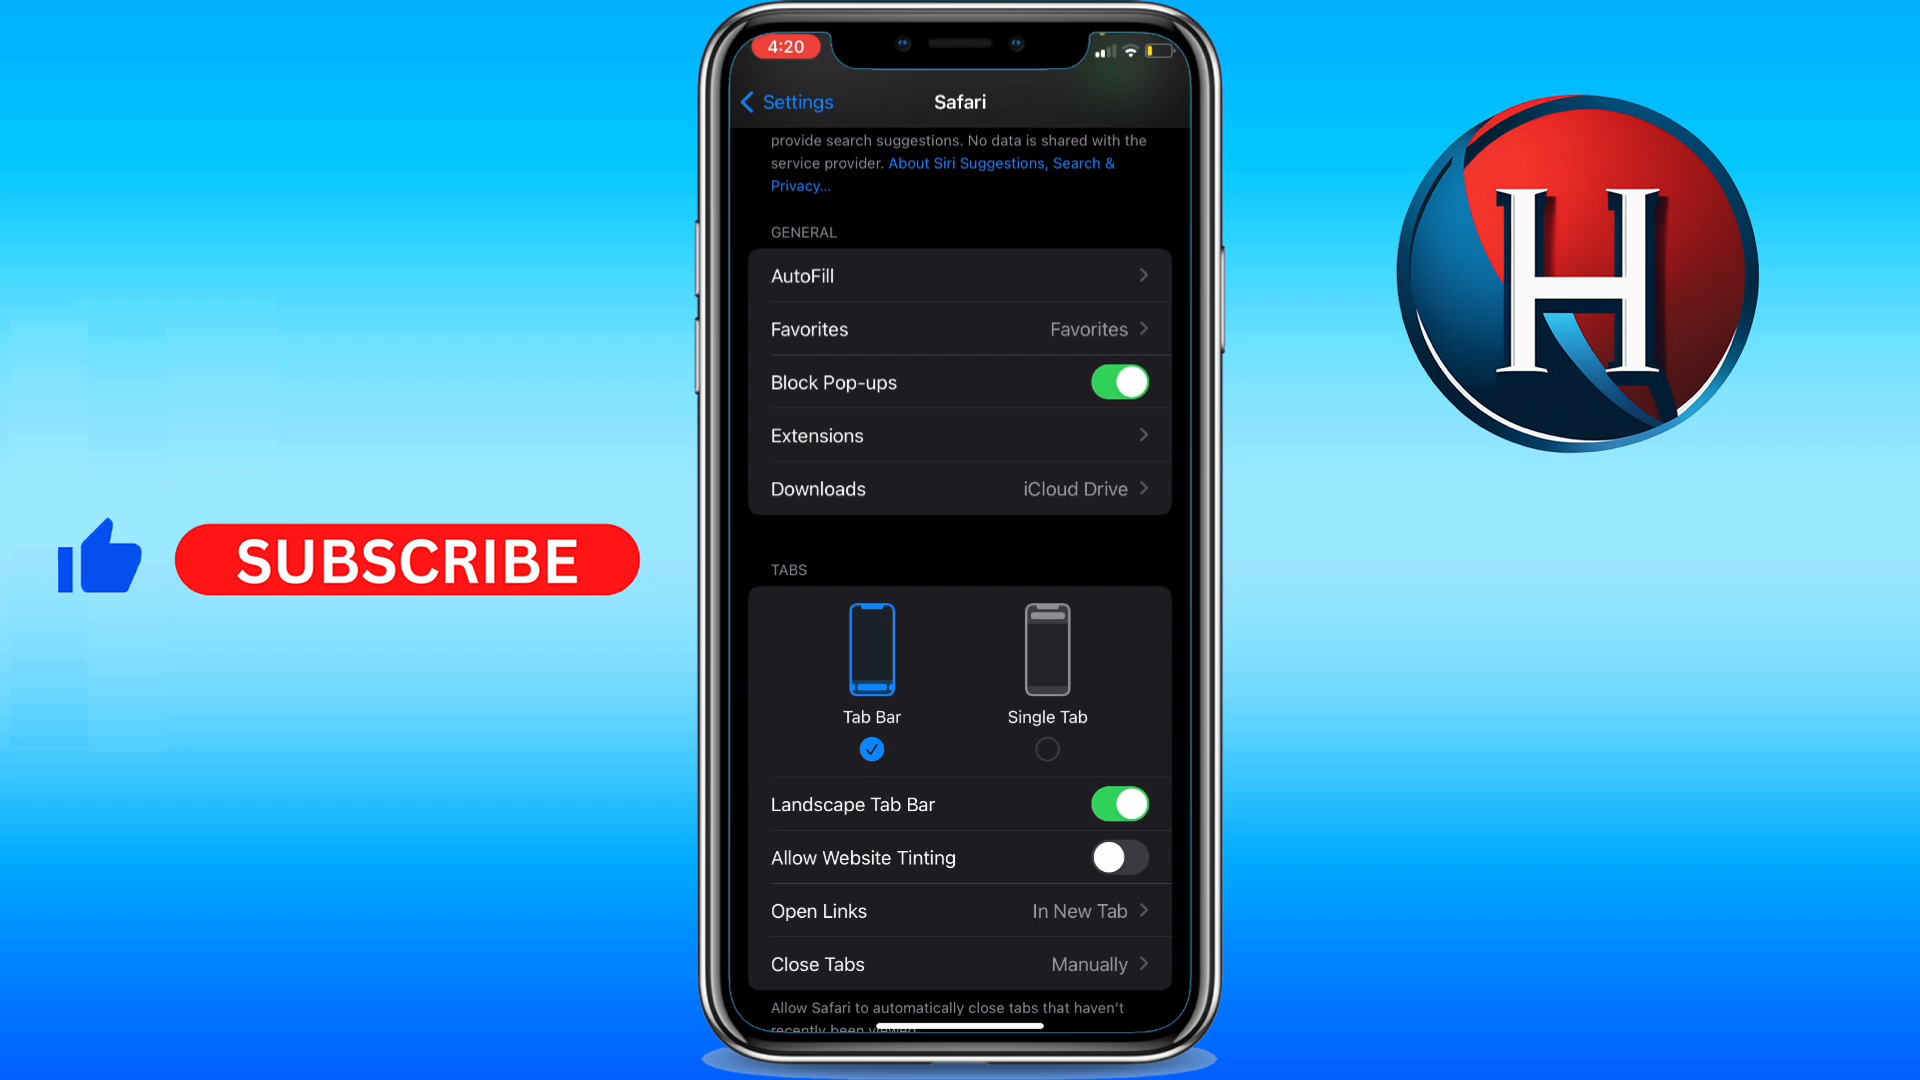 4:20
Settings
Safari
provide search suggestions. No data is shared with the
service provider. About Siri Suggestions, Search &
Privacy...
GENERAL
AutoFill
Favorites Favorites
Block Pop-ups
Extensions
Downloads iCloud Drive
SUBSCRIBE
TABS
Tab Bar Single Tab
Landscape Tab Bar
Allow Website Tinting
Open Links In New Tab
Close Tabs Manually
Allow Safari to automatically close tabs that haven't
recently been viewed
H